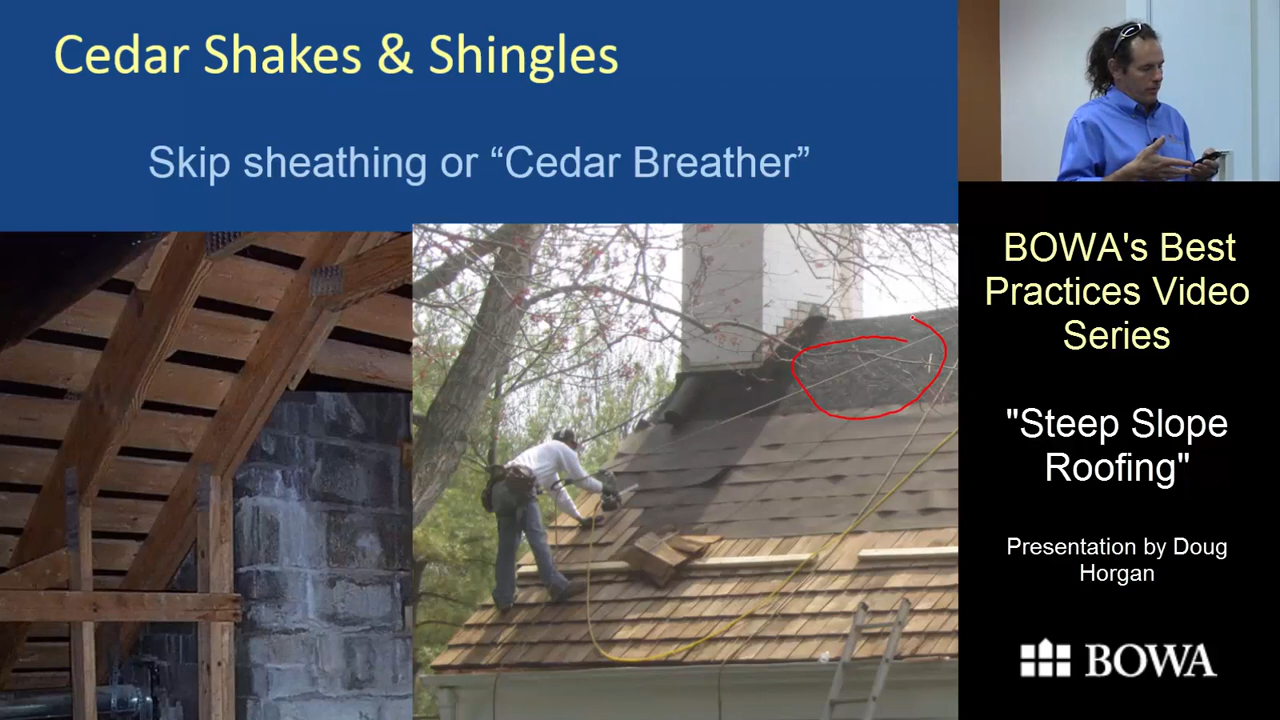 Cedar Shakes & Shingles
Skip sheathing or “Cedar Breather”
BOWA's Best
Practices Video
Series
"Steep Slope
Roofing"
Presentation by Doug
Horgan
BOWA